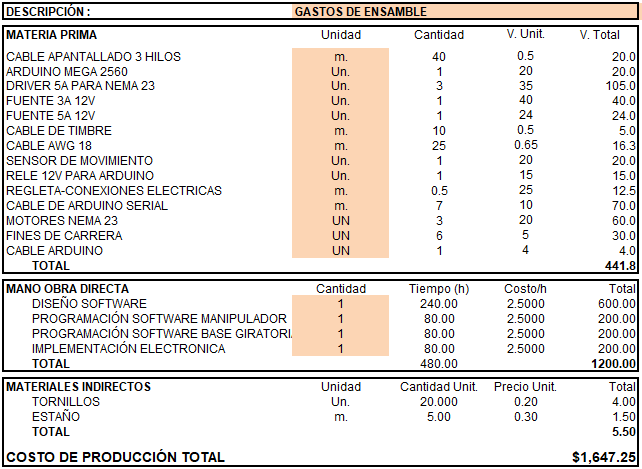 DESCRIPCIÓN : GASTOS DE ENSAMBLE
MATERIA PRIMA Unidad Cantidad V. Unit. V. Total
CABLE APANTALLADO 3 HILOS m. 40 0.5 20.0
ARDUINO MEGA 2560 Un. 1 20 20.0
DRIVER 5A PARA NEMA 23 Un. 3 35 105.0
FUENTE 3A 12V Un. 1 40 40.0
FUENTE 5A 12V Un. 1 24 24.0
CABLE DE TIMBRE m. 10 0.5 5.0
CABLE AWG 18 m. 25 0.65 16.3
SENSOR DE MOVIMIENTO Un. 1 20 20.0
RELE 12V PARA ARDUINO Un. 1 15 15.0
REGLETA-CONEXIONES ELECTRICAS m. 0.5 25 12.5
CABLE DE ARDUINO SERIAL m. 7 10 70.0
MOTORES NEMA 23 UN 3 20 60.0
FINES DE CARRERA UN 6 5 30.0
CABLE ARDUINO UN 1 4 4.0
TOTAL 441.8
MANO OBRA DIRECTA Cantidad Tiempo (h) Costo/h Total
DISEÑO SOFTWARE 1 240.00 2.5000 600.00
PROGRAMACIÓN SOFTWARE MANIPULADOR 1 80.00 2.5000 200.00
PROGRAMACIÓN SOFTWARE BASE GIRATORI 1 80.00 2.5000 200.00
IMPLEMENTACIÓN ELECTRONICA 1 80.00 2.5000 200.00
TOTAL 480.00 1200.00
MATERIALES INDIRECTOS Unidad Cantidad Unit. Precio Unit. Total
TORNILLOS Un. 20.000 0.20 4.00
ESTAÑO m. 5.00 0.30 1.50
TOTAL 5.50
COSTO DE PRODUCCIÓN TOTAL $1,647.25